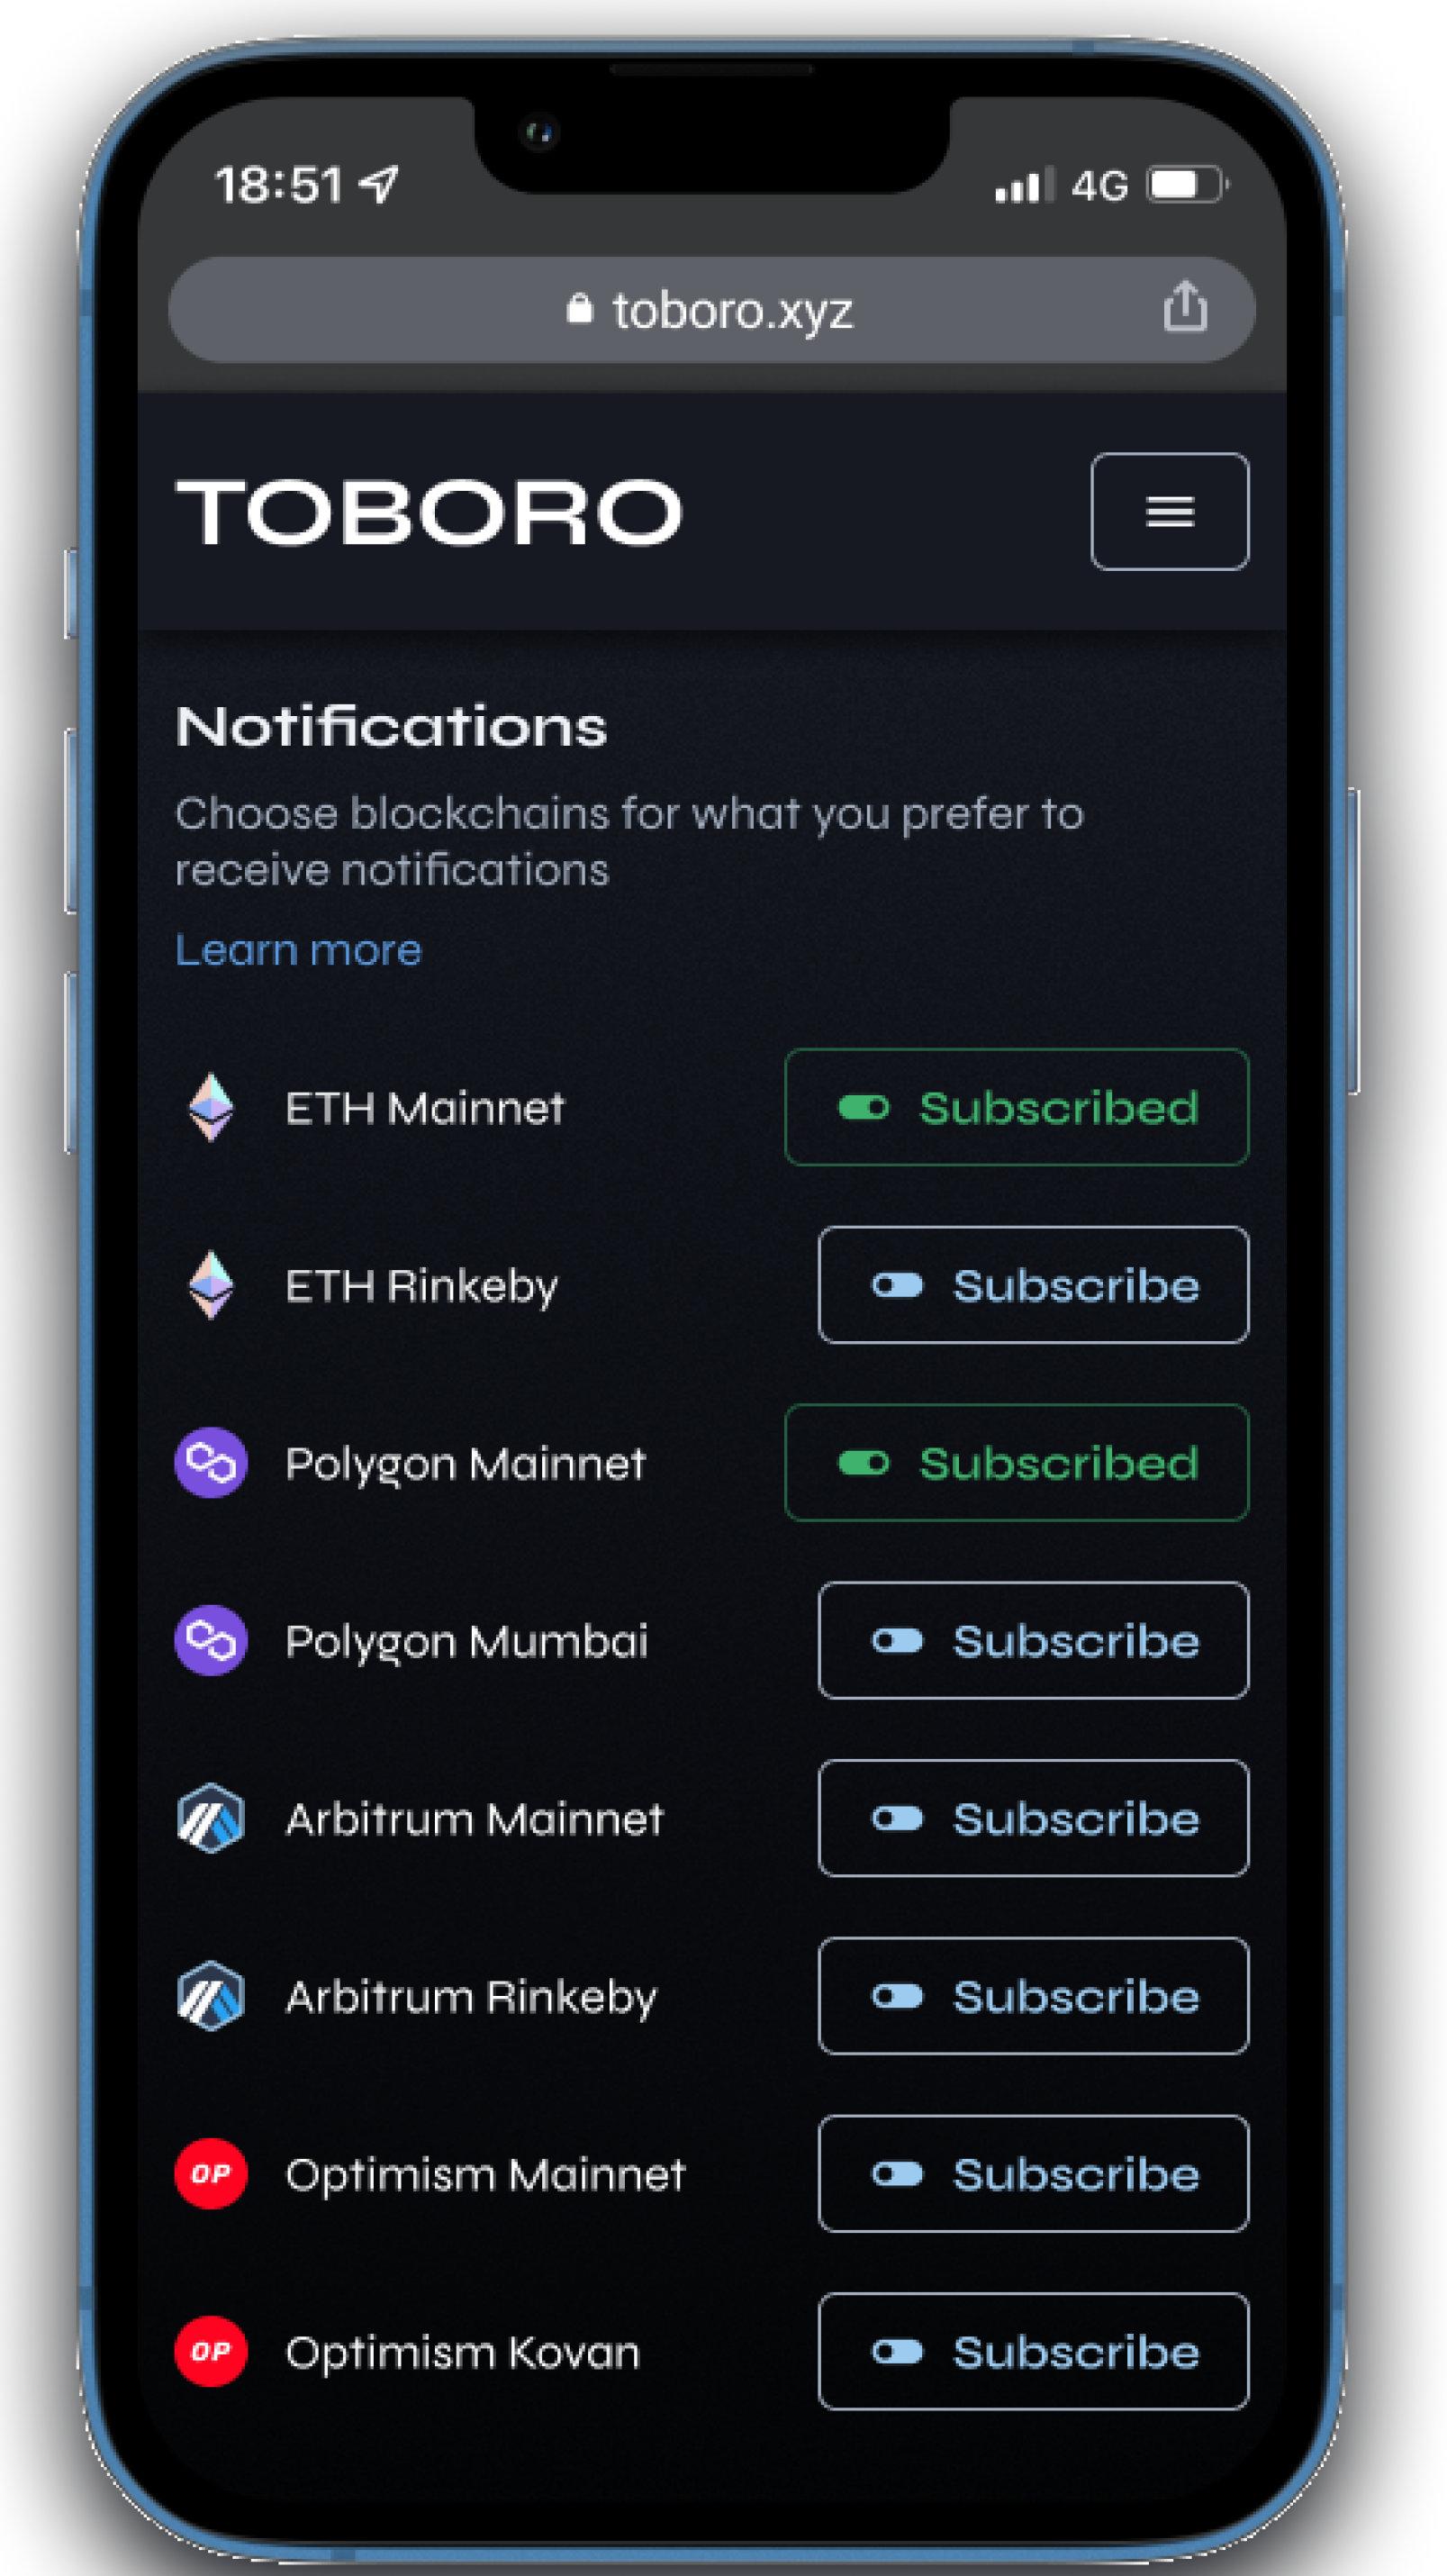 18:51 4G
toboro.xyz
TOBORO
Notifications
Choose blockchains for what you prefer to
receive notifications
Learn more
ETH Mainnet Subscribed
ETH Rinkeby Subscribe
Polygon Mainnet Subscribed
Polygon Mumbai Subscribe
Arbitrum Mainnet Subscribe
Arbitrum Rinkeby Subscribe
OP Optimism Mainnet Subscribe
OP Optimism Kovan Subscribe